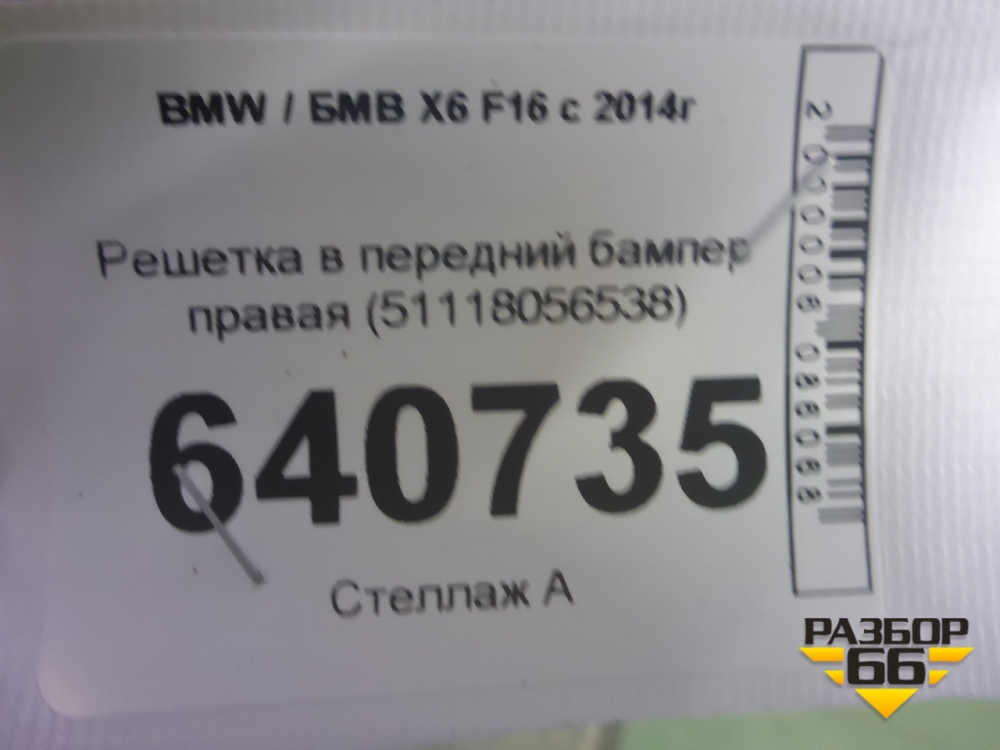 BMW / БМВ X6 F16 с 2014г
Решетка в передний бампер
правая (51118056538)
640735
Стеллаж А
РАЗБОР
66